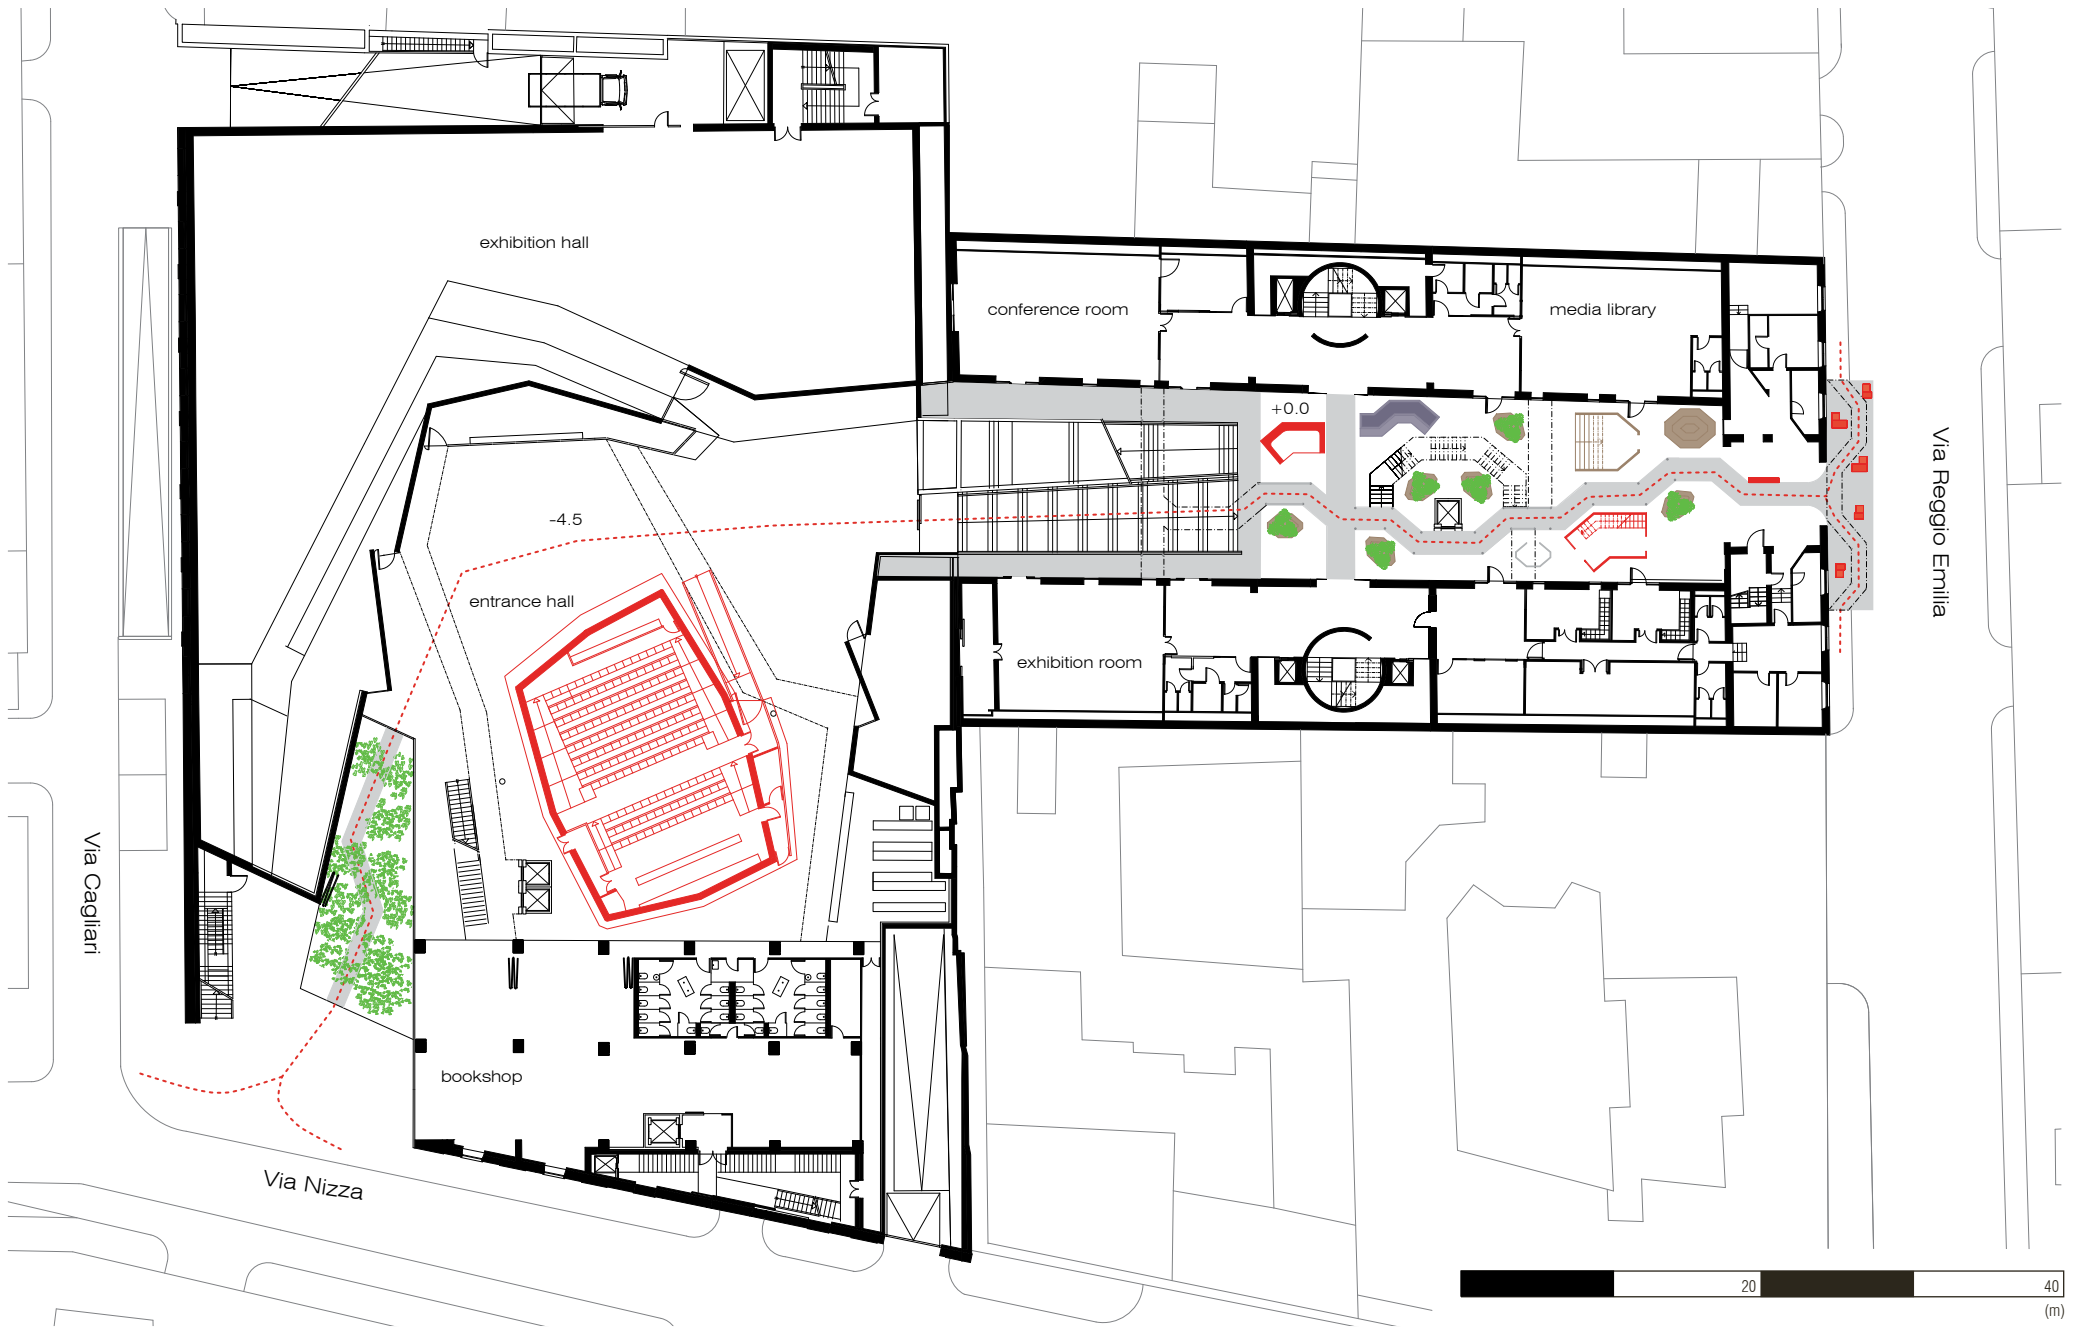 exhibition hall
conference room
media library
+0.0
-4.5
entrance hall
exhibition room
Via Reggio Emilia
Via Cagliari
bookshop
Via Nizza
20
40
(m)